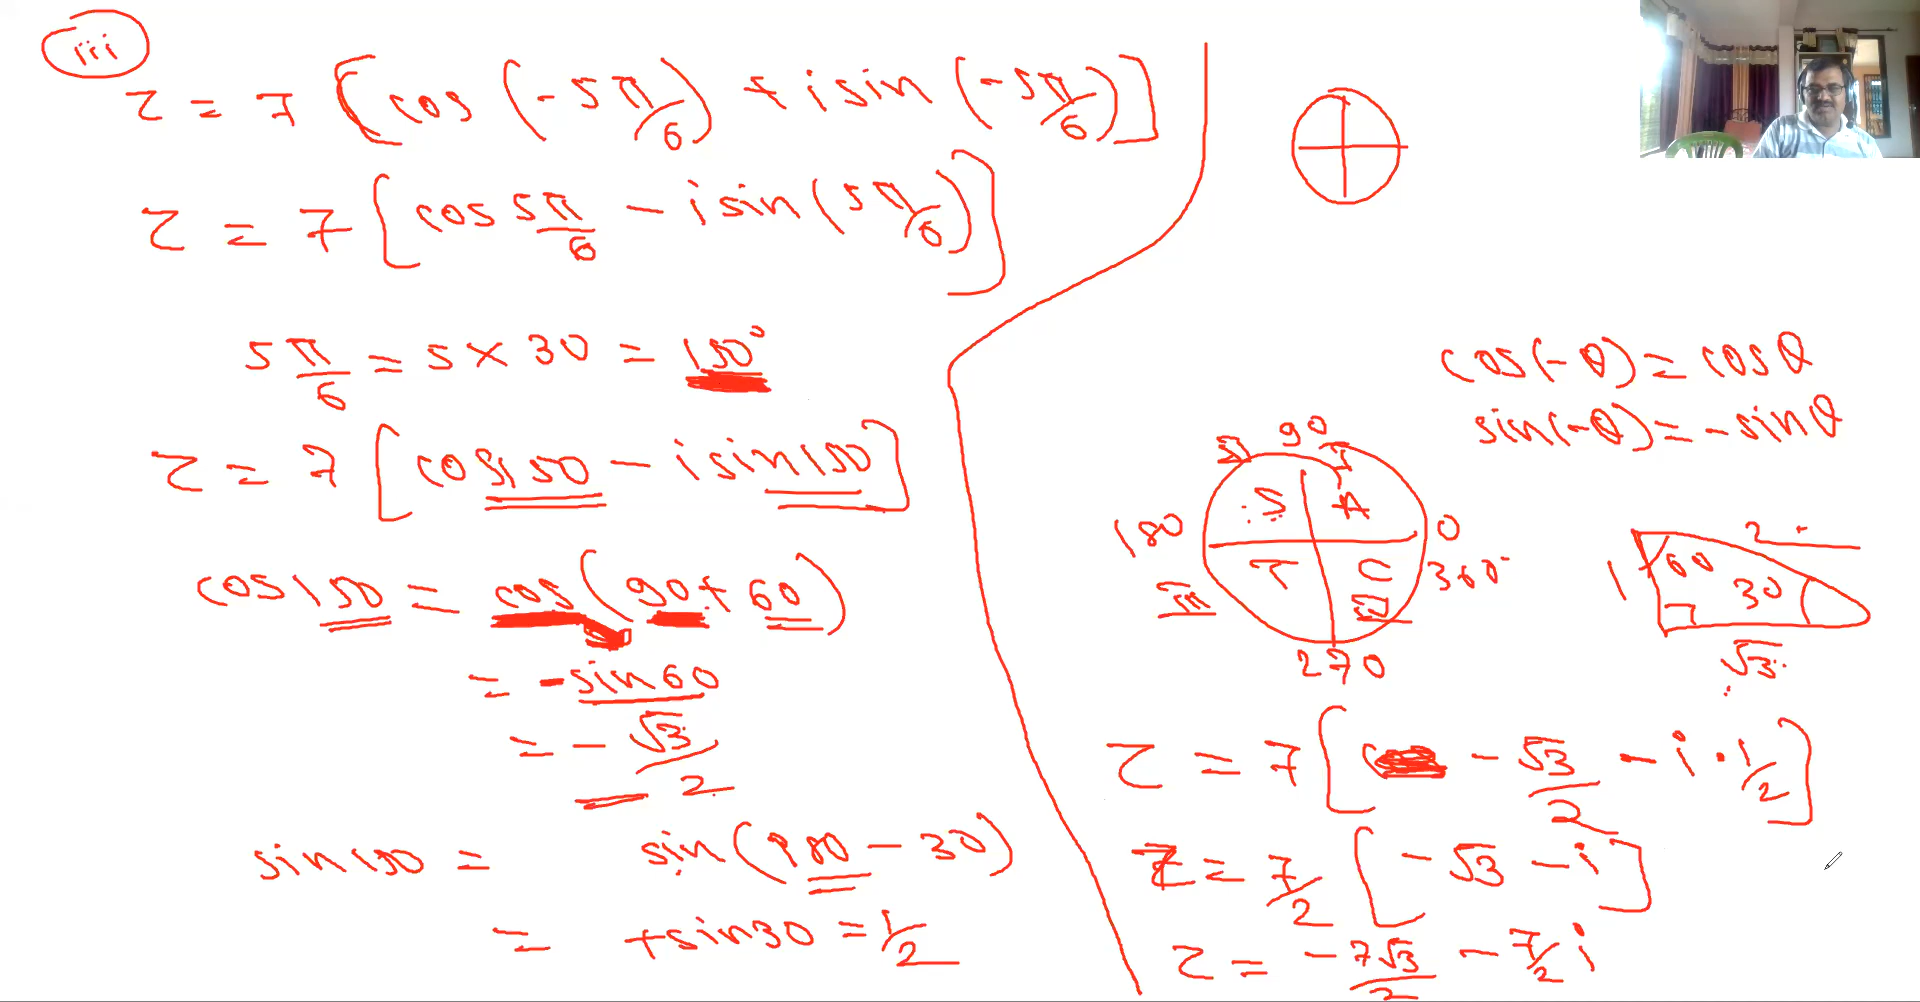 iii
z = 7 [cos (-5π/6) + i sin (-5π/6)]
z = 7 [cos 5π/6 - i sin (5π/6)]
5π/6 = 5 × 30 = 150°
z = 7 [cos 150 - i sin 150]
cos 150 = cos (90 + 60)
= - sin 60
= - √3/2
sin 150 = sin (180 - 30)
= + sin 30 = 1/2
cos(-θ) = cos θ
sin(-θ) = - sin θ
90
S A
180 0
T C 360°
III
270
2
1 60 30
√3
z = 7 [ - √3/2 - i · 1/2 ]
z = 7/2 [ - √3 - i ]
z = - 7√3/2 - 7/2 i